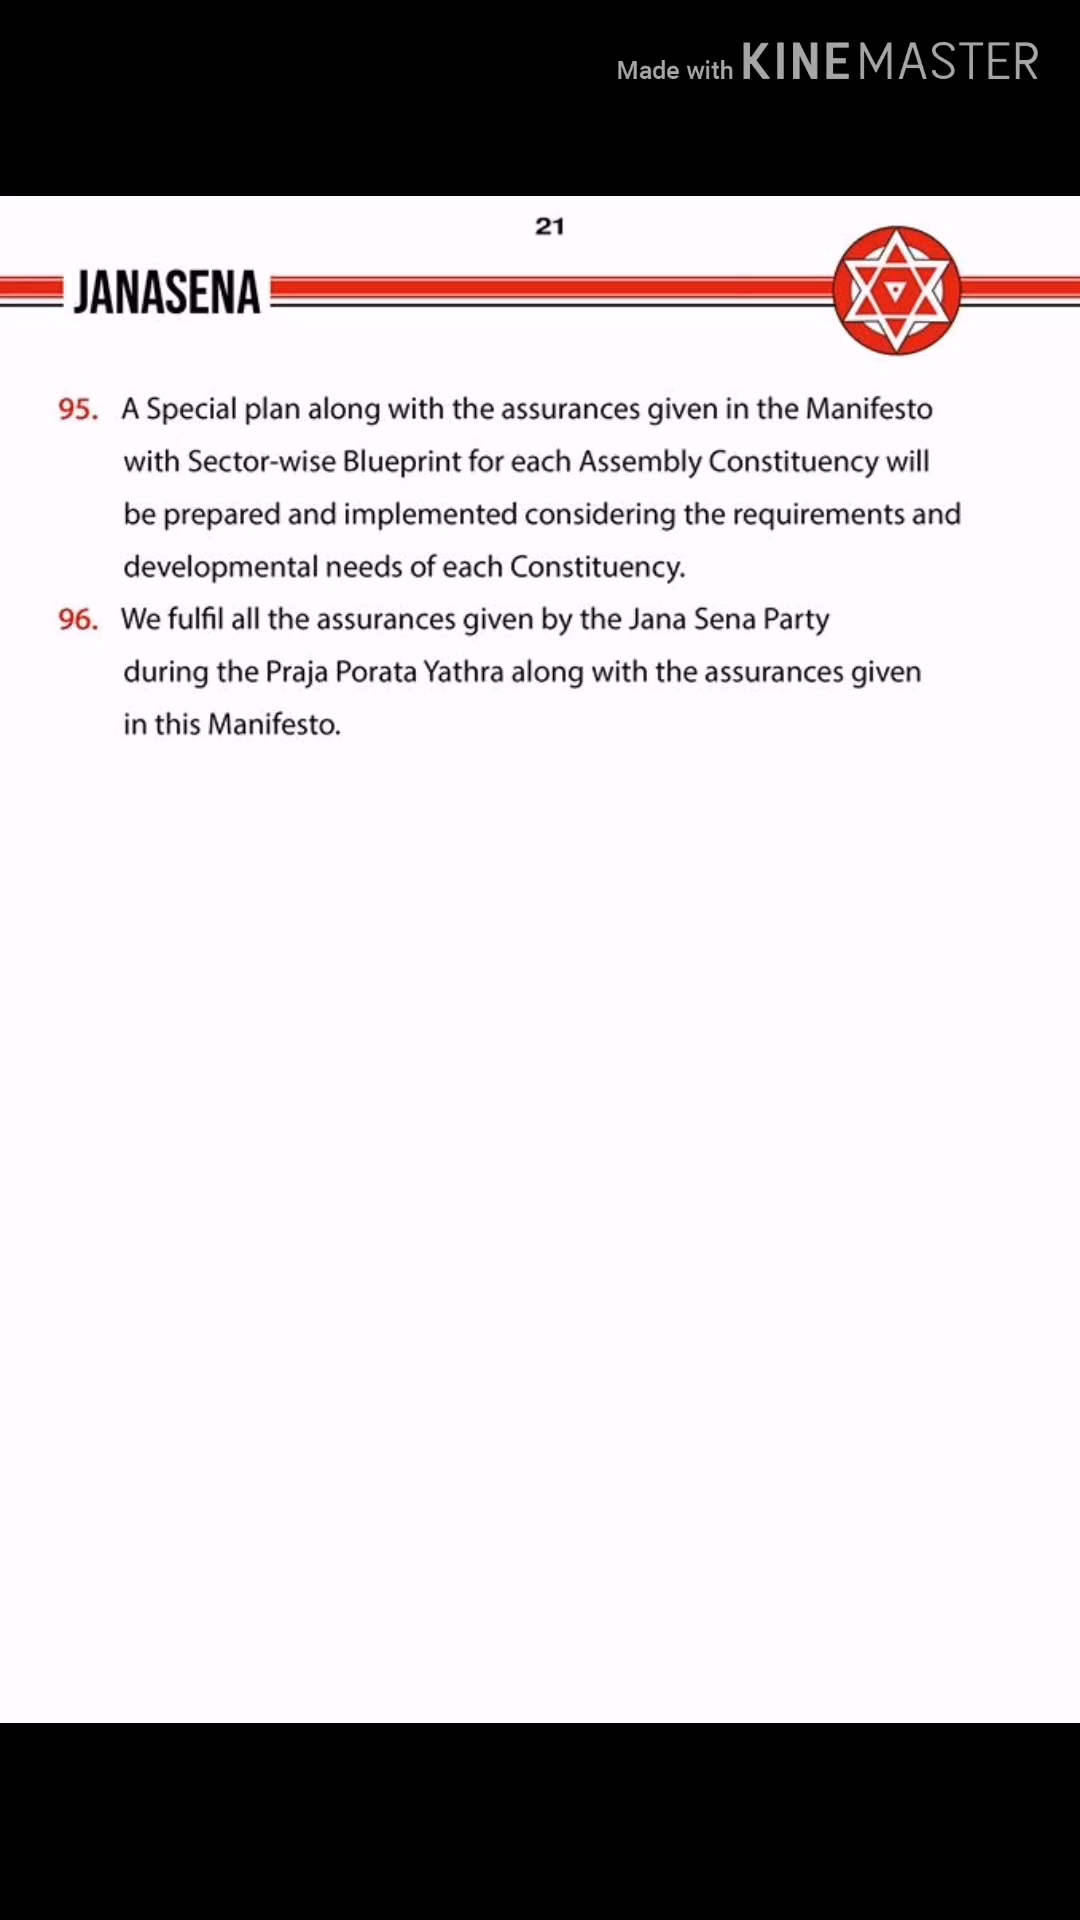 Made with KINEMASTER
21
JANASENA
95. A Special plan along with the assurances given in the Manifesto
with Sector-wise Blueprint for each Assembly Constituency will
be prepared and implemented considering the requirements and
developmental needs of each Constituency.
96. We fulfil all the assurances given by the Jana Sena Party
during the Praja Porata Yathra along with the assurances given
in this Manifesto.